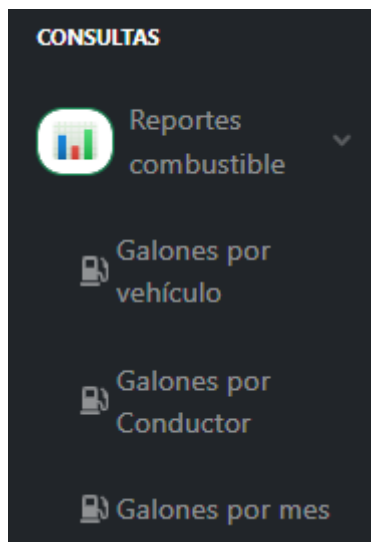 CONSULTAS
Reportes
combustible
Galones por
vehículo
Galones por
Conductor
Galones por mes